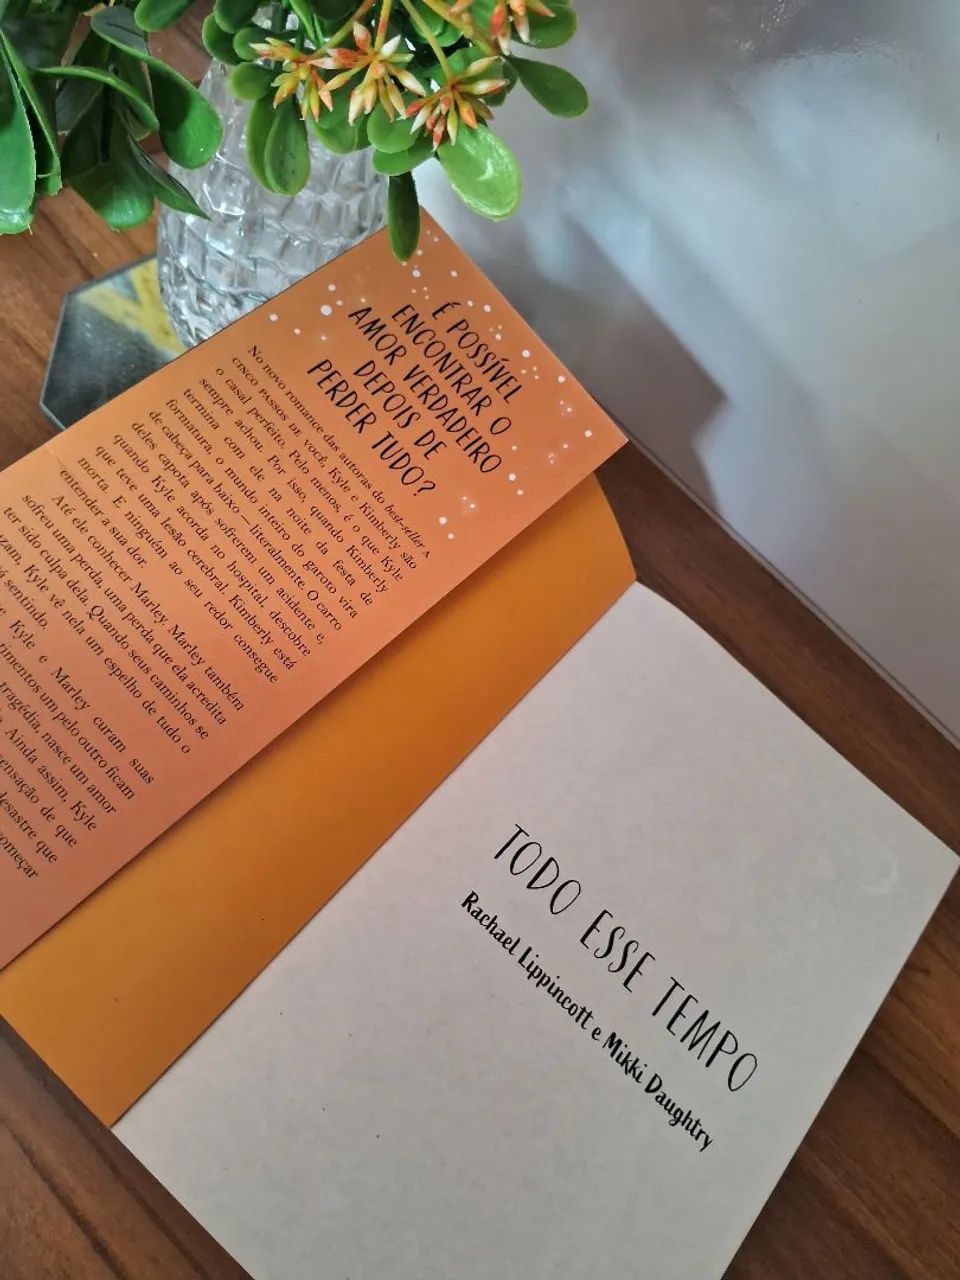 É POSSÍVEL
ENCONTRAR O
AMOR VERDADEIRO
DEPOIS DE
PERDER TUDO?
No novo romance das autoras do best-seller A
CINCO PASSOS DE VOCÊ, Kyle e Kimberly são
o casal perfeito. Pelo menos, é o que Kyle
sempre achou. Por isso, quando Kimberly
termina com ele na noite da festa de
formatura, o mundo inteiro do garoto vira
de cabeça para baixo – literalmente. O carro
deles capota após sofrerem um acidente e,
quando Kyle acorda no hospital, descobre
que teve uma lesão cerebral. Kimberly está
morta. E ninguém ao seu redor consegue
entender a sua dor.
Até ele conhecer Marley. Marley também
sofreu uma perda, uma perda que ela acredita
ter sido culpa dela. Quando seus caminhos se
Kyle vê nela um espelho de tudo o
sentindo.
Kyle e Marley curam suas
um pelo outro ficam
tragédia, nasce um amor
Ainda assim, Kyle
de que
que
TODO ESSE TEMPO
Rachael Lippincott e Mikki Daughtry